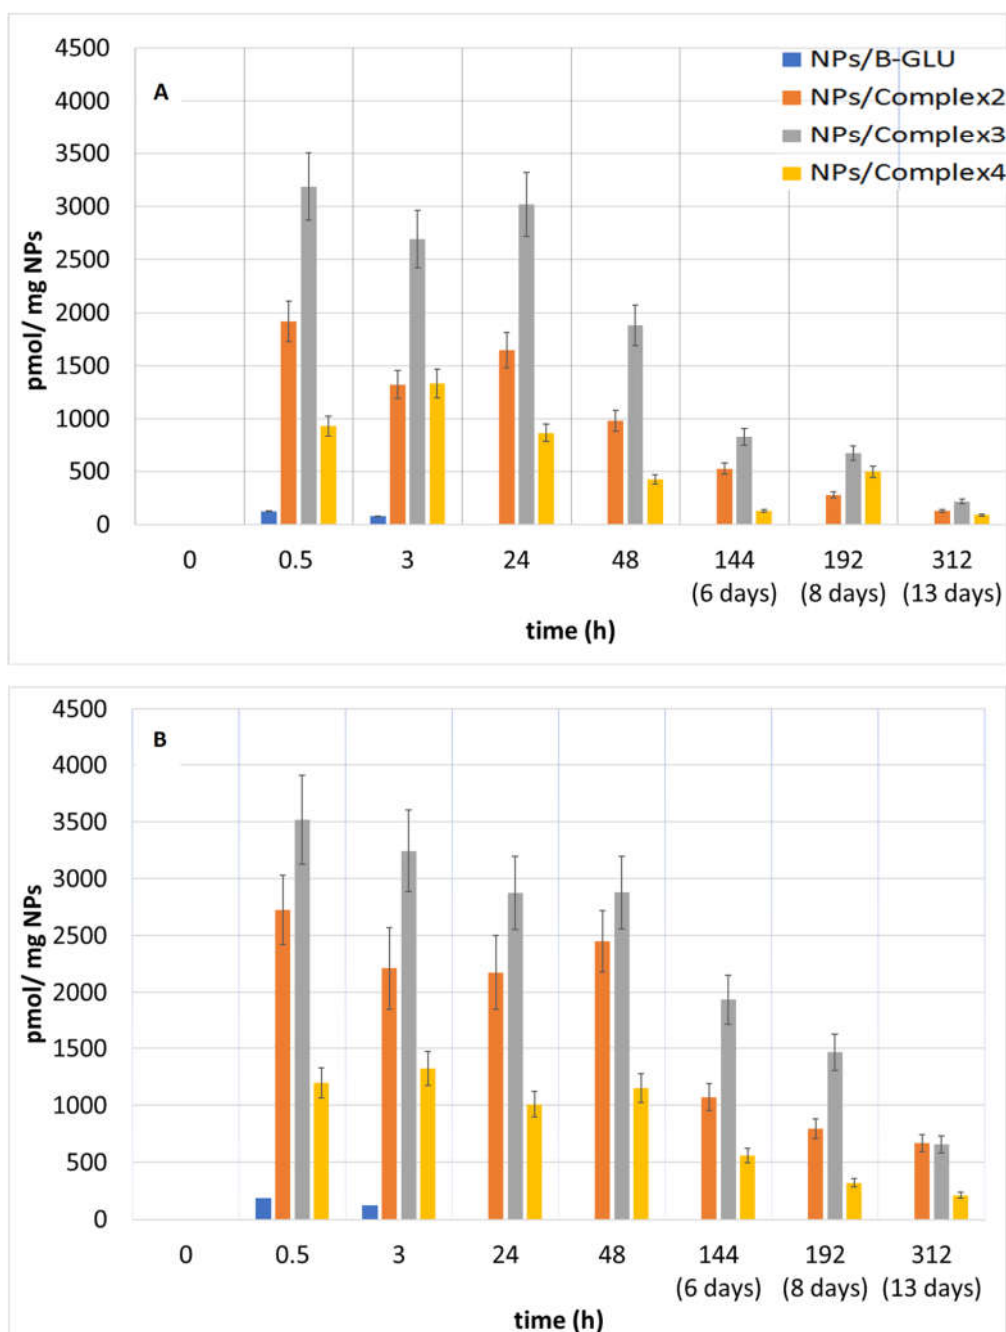 A
NPs/B-GLU
NPs/Complex2
NPs/Complex3
NPs/Complex4
pmol/ mg NPs
4500
4000
3500
3000
2500
2000
1500
1000
500
0
0 0.5 3 24 48 144 192 312
(6 days) (8 days) (13 days)
time (h)
B
pmol/ mg NPs
4500
4000
3500
3000
2500
2000
1500
1000
500
0
0 0.5 3 24 48 144 192 312
(6 days) (8 days) (13 days)
time (h)